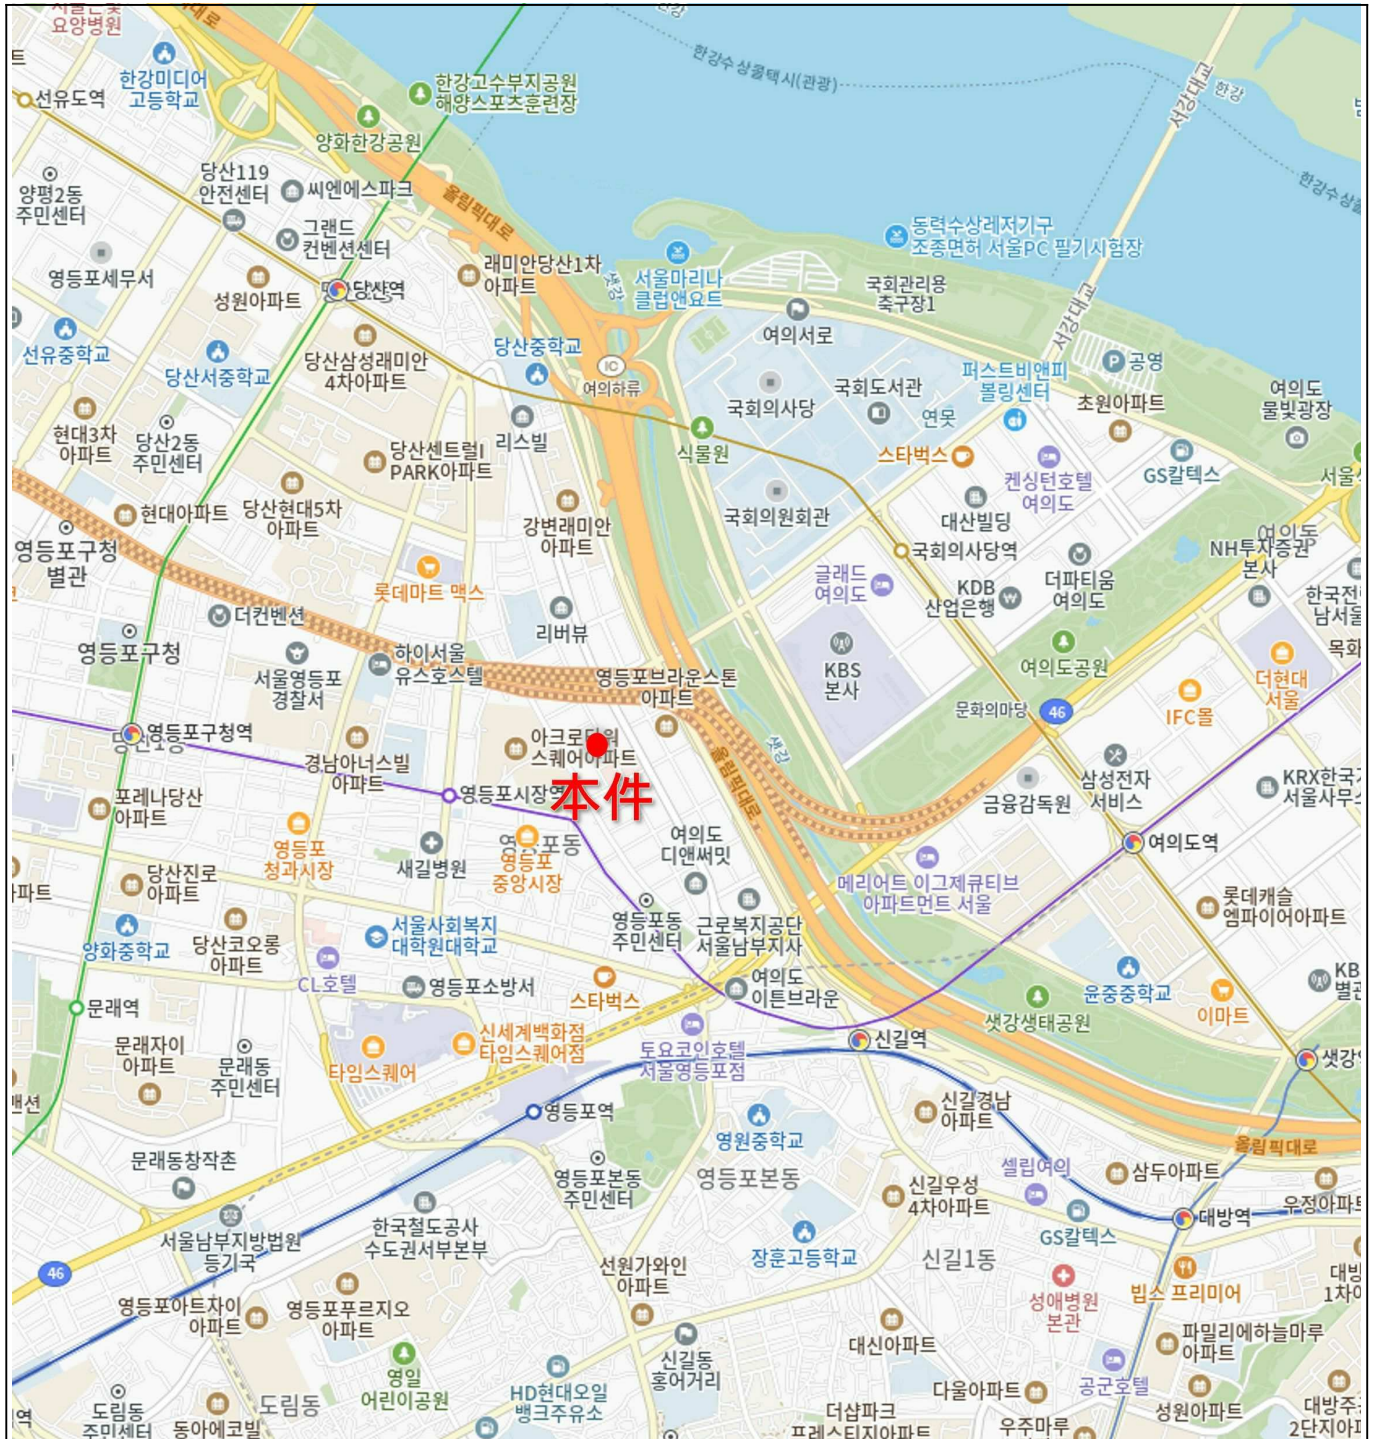 요양병원
한강미디어
고등학교
선유도역
한강고수부지공원
해양스포츠훈련장
양화한강공원
한강수상콜택시(관광)
서강대교
한강
당산119
안전센터
씨엔에스파크
양평2동
주민센터
그랜드
컨벤션센터
올림픽대로
영등포세무서
성원아파트
당산역
래미안당산1차
아파트
샛강
서울마리나
클럽앤요트
동력수상레저기구
조종면허 서울PC 필기시험장
국회관리용
축구장1
여의서로
서강대교
선유중학교
당산서중학교
당산삼성래미안
4차아파트
당산중학교
IC
여의하류
국회의사당
국회도서관
연못
퍼스트비앤피
볼링센터
P
공영
초원아파트
여의도
물빛광장
현대3차
아파트
당산2동
주민센터
당산센트럴I
PARK아파트
리스빌
식물원
스타벅스
켄싱턴호텔
여의도
GS칼텍스
현대아파트
당산현대5차
아파트
강변래미안
아파트
국회의원회관
대산빌딩
국회의사당역
여의동
NH투자증권
본사
영등포구청
별관
롯데마트 맥스
글래드
여의도
KDB
산업은행
더파티움
여의도
더컨벤션
리버뷰
KBS
본사
여의도공원
영등포구청
서울영등포
경찰서
하이서울
유스호스텔
영등포브라운스톤
아파트
더현대
서울
IFC몰
문화의마당
46
영등포구청역
경남아너스빌
아파트
아크로타워
스퀘어아파트
올림픽대로
샛강
本件
금융감독원
삼성전자
서비스
포레나당산
아파트
영등포시장역
영등포동
영등포
청과시장
새길병원
영등포
중앙시장
여의도
디앤써밋
여의도역
당산진로
아파트
메리어트 이그제큐티브
아파트먼트 서울
롯데캐슬
엠파이어아파트
양화중학교
당산코오롱
아파트
서울사회복지
대학원대학교
영등포동
주민센터
근로복지공단
서울남부지사
CL호텔
영등포소방서
스타벅스
여의도
이튼브라운
윤중중학교
이마트
문래역
샛강생태공원
문래자이
아파트
문래동
주민센터
타임스퀘어
신세계백화점
타임스퀘어점
토요코인호텔
서울영등포점
신길역
영등포역
영원중학교
신길경남
아파트
올림픽대로
문래동창작촌
영등포본동
주민센터
영등포본동
셀립여의
삼두아파트
신길우성
4차아파트
대방역
서울남부지방법원
등기국
한국철도공사
수도권서부본부
장훈고등학교
신길1동
GS칼텍스
46
선원가와인
아파트
성애병원
본관
빕스 프리미어
영등포아트자이
아파트
영등포푸르지오
아파트
대신아파트
파밀리에하늘마루
아파트
영일
어린이공원
신길동
홍어거리
HD현대오일
뱅크주유소
다울아파트
공군호텔
성원아파트
도림동
주민센터
동아에코빌
도림동
더샵파크
프레스티지아파트
우주마루